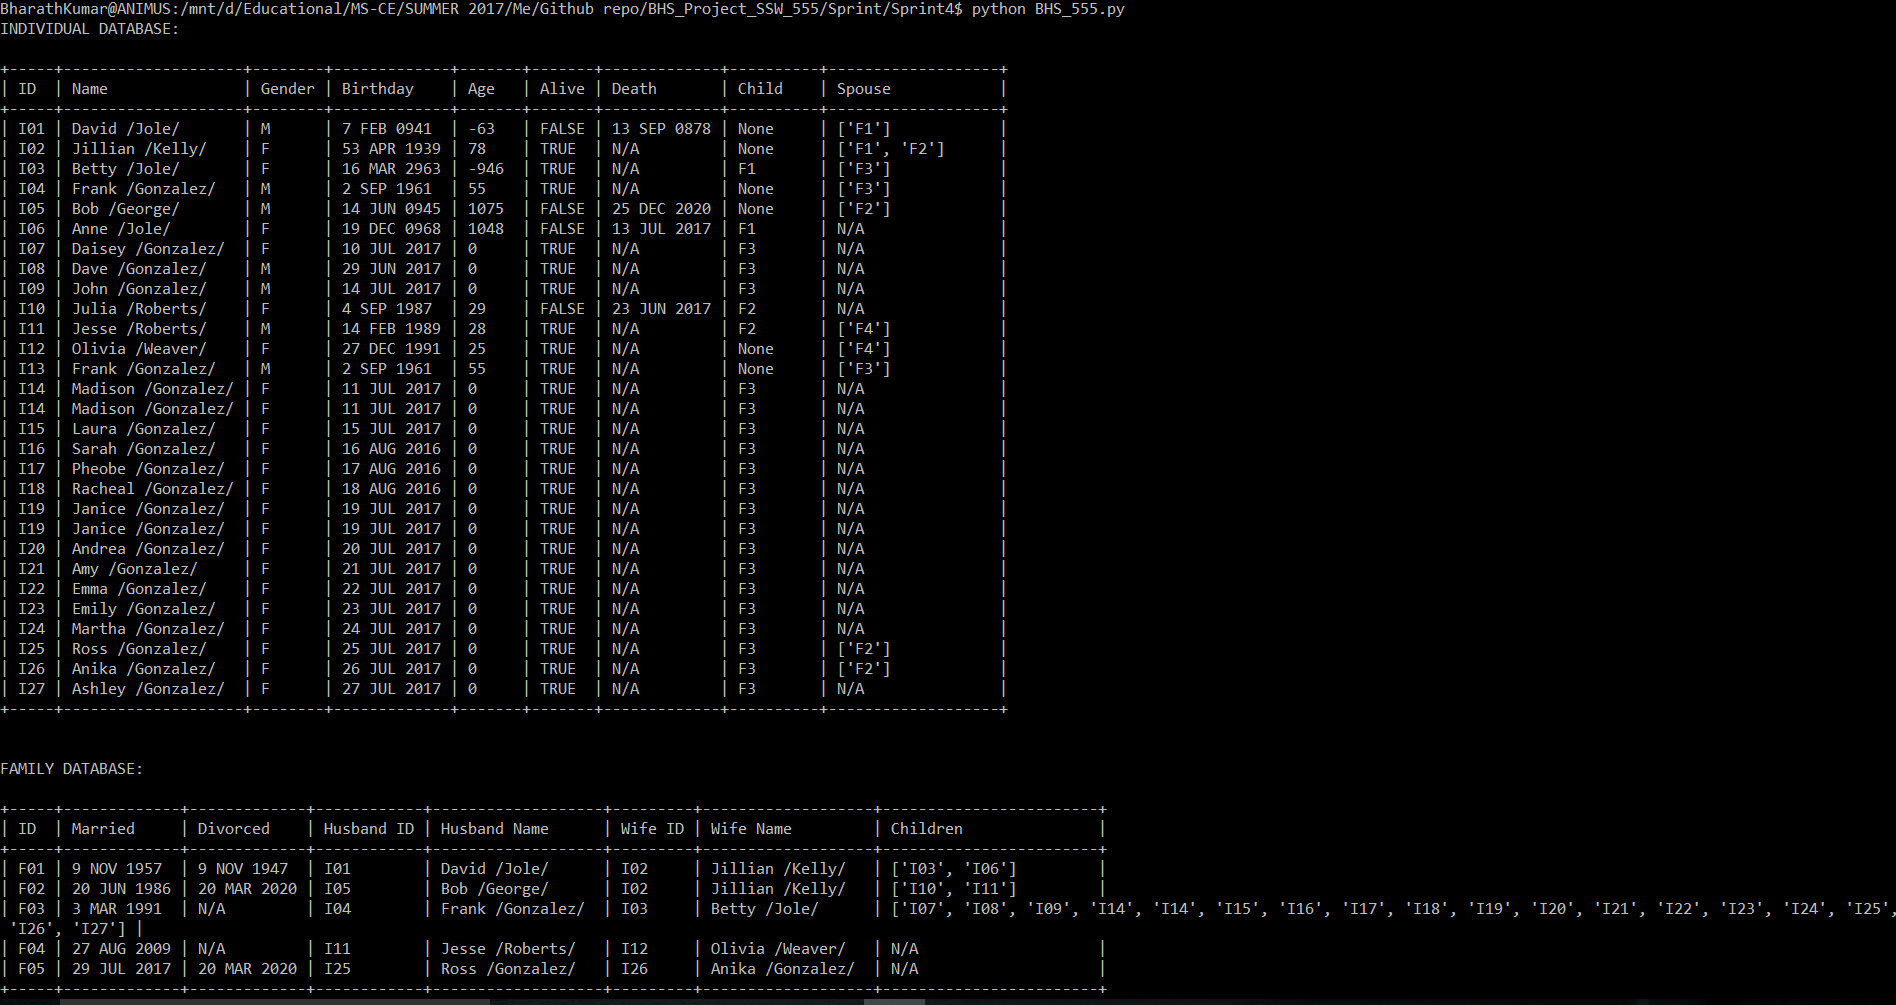 BharathKumar@ANIMUS:/mnt/d/Educational/MS-CE/SUMMER 2017/Me/Github repo/BHS_Project_SSW_555/Sprint/Sprint4$ python BHS_555.py
INDIVIDUAL DATABASE:
+-----+--------------------+--------+-------------+-------+-------+-------------+----------+-------------------+
| ID  | Name               | Gender | Birthday    | Age   | Alive | Death       | Child    | Spouse            |
+-----+--------------------+--------+-------------+-------+-------+-------------+----------+-------------------+
| I01 | David /Jole/       | M      | 7 FEB 0941  | -63   | FALSE | 13 SEP 0878 | None     | ['F1']            |
| I02 | Jillian /Kelly/    | F      | 53 APR 1939 | 78    | TRUE  | N/A         | None     | ['F1', 'F2']      |
| I03 | Betty /Jole/       | F      | 16 MAR 2963 | -946  | TRUE  | N/A         | F1       | ['F3']            |
| I04 | Frank /Gonzalez/   | M      | 2 SEP 1961  | 55    | TRUE  | N/A         | None     | ['F3']            |
| I05 | Bob /George/       | M      | 14 JUN 0945 | 1075  | FALSE | 25 DEC 2020 | None     | ['F2']            |
| I06 | Anne /Jole/        | F      | 19 DEC 0968 | 1048  | FALSE | 13 JUL 2017 | F1       | N/A               |
| I07 | Daisey /Gonzalez/  | F      | 10 JUL 2017 | 0     | TRUE  | N/A         | F3       | N/A               |
| I08 | Dave /Gonzalez/    | M      | 29 JUN 2017 | 0     | TRUE  | N/A         | F3       | N/A               |
| I09 | John /Gonzalez/    | M      | 14 JUL 2017 | 0     | TRUE  | N/A         | F3       | N/A               |
| I10 | Julia /Roberts/    | F      | 4 SEP 1987  | 29    | FALSE | 23 JUN 2017 | F2       | N/A               |
| I11 | Jesse /Roberts/    | M      | 14 FEB 1989 | 28    | TRUE  | N/A         | F2       | ['F4']            |
| I12 | Olivia /Weaver/    | F      | 27 DEC 1991 | 25    | TRUE  | N/A         | None     | ['F4']            |
| I13 | Frank /Gonzalez/   | M      | 2 SEP 1961  | 55    | TRUE  | N/A         | None     | ['F3']            |
| I14 | Madison /Gonzalez/ | F      | 11 JUL 2017 | 0     | TRUE  | N/A         | F3       | N/A               |
| I14 | Madison /Gonzalez/ | F      | 11 JUL 2017 | 0     | TRUE  | N/A         | F3       | N/A               |
| I15 | Laura /Gonzalez/   | F      | 15 JUL 2017 | 0     | TRUE  | N/A         | F3       | N/A               |
| I16 | Sarah /Gonzalez/   | F      | 16 AUG 2016 | 0     | TRUE  | N/A         | F3       | N/A               |
| I17 | Pheobe /Gonzalez/  | F      | 17 AUG 2016 | 0     | TRUE  | N/A         | F3       | N/A               |
| I18 | Racheal /Gonzalez/ | F      | 18 AUG 2016 | 0     | TRUE  | N/A         | F3       | N/A               |
| I19 | Janice /Gonzalez/  | F      | 19 JUL 2017 | 0     | TRUE  | N/A         | F3       | N/A               |
| I19 | Janice /Gonzalez/  | F      | 19 JUL 2017 | 0     | TRUE  | N/A         | F3       | N/A               |
| I20 | Andrea /Gonzalez/  | F      | 20 JUL 2017 | 0     | TRUE  | N/A         | F3       | N/A               |
| I21 | Amy /Gonzalez/     | F      | 21 JUL 2017 | 0     | TRUE  | N/A         | F3       | N/A               |
| I22 | Emma /Gonzalez/    | F      | 22 JUL 2017 | 0     | TRUE  | N/A         | F3       | N/A               |
| I23 | Emily /Gonzalez/   | F      | 23 JUL 2017 | 0     | TRUE  | N/A         | F3       | N/A               |
| I24 | Martha /Gonzalez/  | F      | 24 JUL 2017 | 0     | TRUE  | N/A         | F3       | N/A               |
| I25 | Ross /Gonzalez/    | F      | 25 JUL 2017 | 0     | TRUE  | N/A         | F3       | ['F2']            |
| I26 | Anika /Gonzalez/   | F      | 26 JUL 2017 | 0     | TRUE  | N/A         | F3       | ['F2']            |
| I27 | Ashley /Gonzalez/  | F      | 27 JUL 2017 | 0     | TRUE  | N/A         | F3       | N/A               |
+-----+--------------------+--------+-------------+-------+-------+-------------+----------+-------------------+
FAMILY DATABASE:
+-----+-------------+-------------+------------+-------------------+---------+-------------------+------------------------+
| ID  | Married     | Divorced    | Husband ID | Husband Name      | Wife ID | Wife Name         | Children               |
+-----+-------------+-------------+------------+-------------------+---------+-------------------+------------------------+
| F01 | 9 NOV 1957  | 9 NOV 1947  | I01        | David /Jole/      | I02     | Jillian /Kelly/   | ['I03', 'I06']         |
| F02 | 20 JUN 1986 | 20 MAR 2020 | I05        | Bob /George/      | I02     | Jillian /Kelly/   | ['I10', 'I11']         |
| F03 | 3 MAR 1991  | N/A         | I04        | Frank /Gonzalez/  | I03     | Betty /Jole/      | ['I07', 'I08', 'I09', 'I14', 'I14', 'I15', 'I16', 'I17', 'I18', 'I19', 'I20', 'I21', 'I22', 'I23', 'I24', 'I25',
 'I26', 'I27'] |
| F04 | 27 AUG 2009 | N/A         | I11        | Jesse /Roberts/   | I12     | Olivia /Weaver/   | N/A                    |
| F05 | 29 JUL 2017 | 20 MAR 2020 | I25        | Ross /Gonzalez/   | I26     | Anika /Gonzalez/  | N/A                    |
+-----+-------------+-------------+------------+-------------------+---------+-------------------+------------------------+